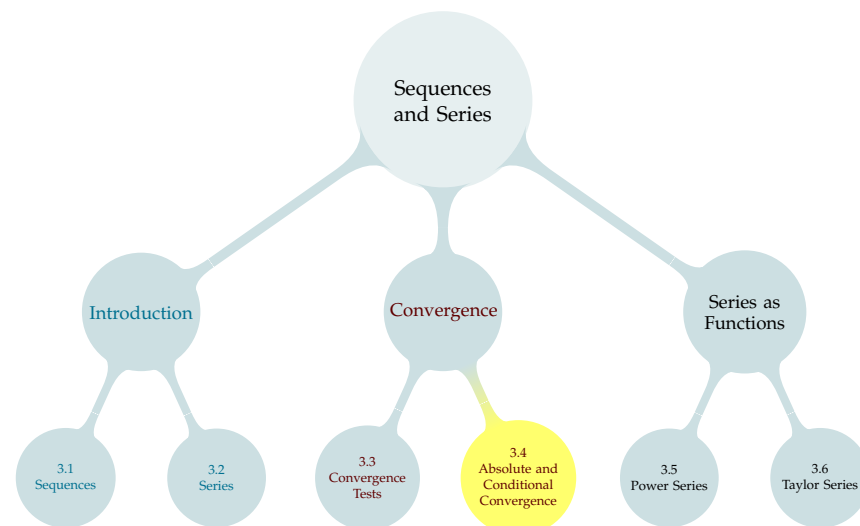 Sequences
and Series
Introduction
Convergence
Series as
Functions
3.1
Sequences
3.2
Series
3.3
Convergence
Tests
3.4
Absolute and
Conditional
Convergence
3.5
Power Series
3.6
Taylor Series